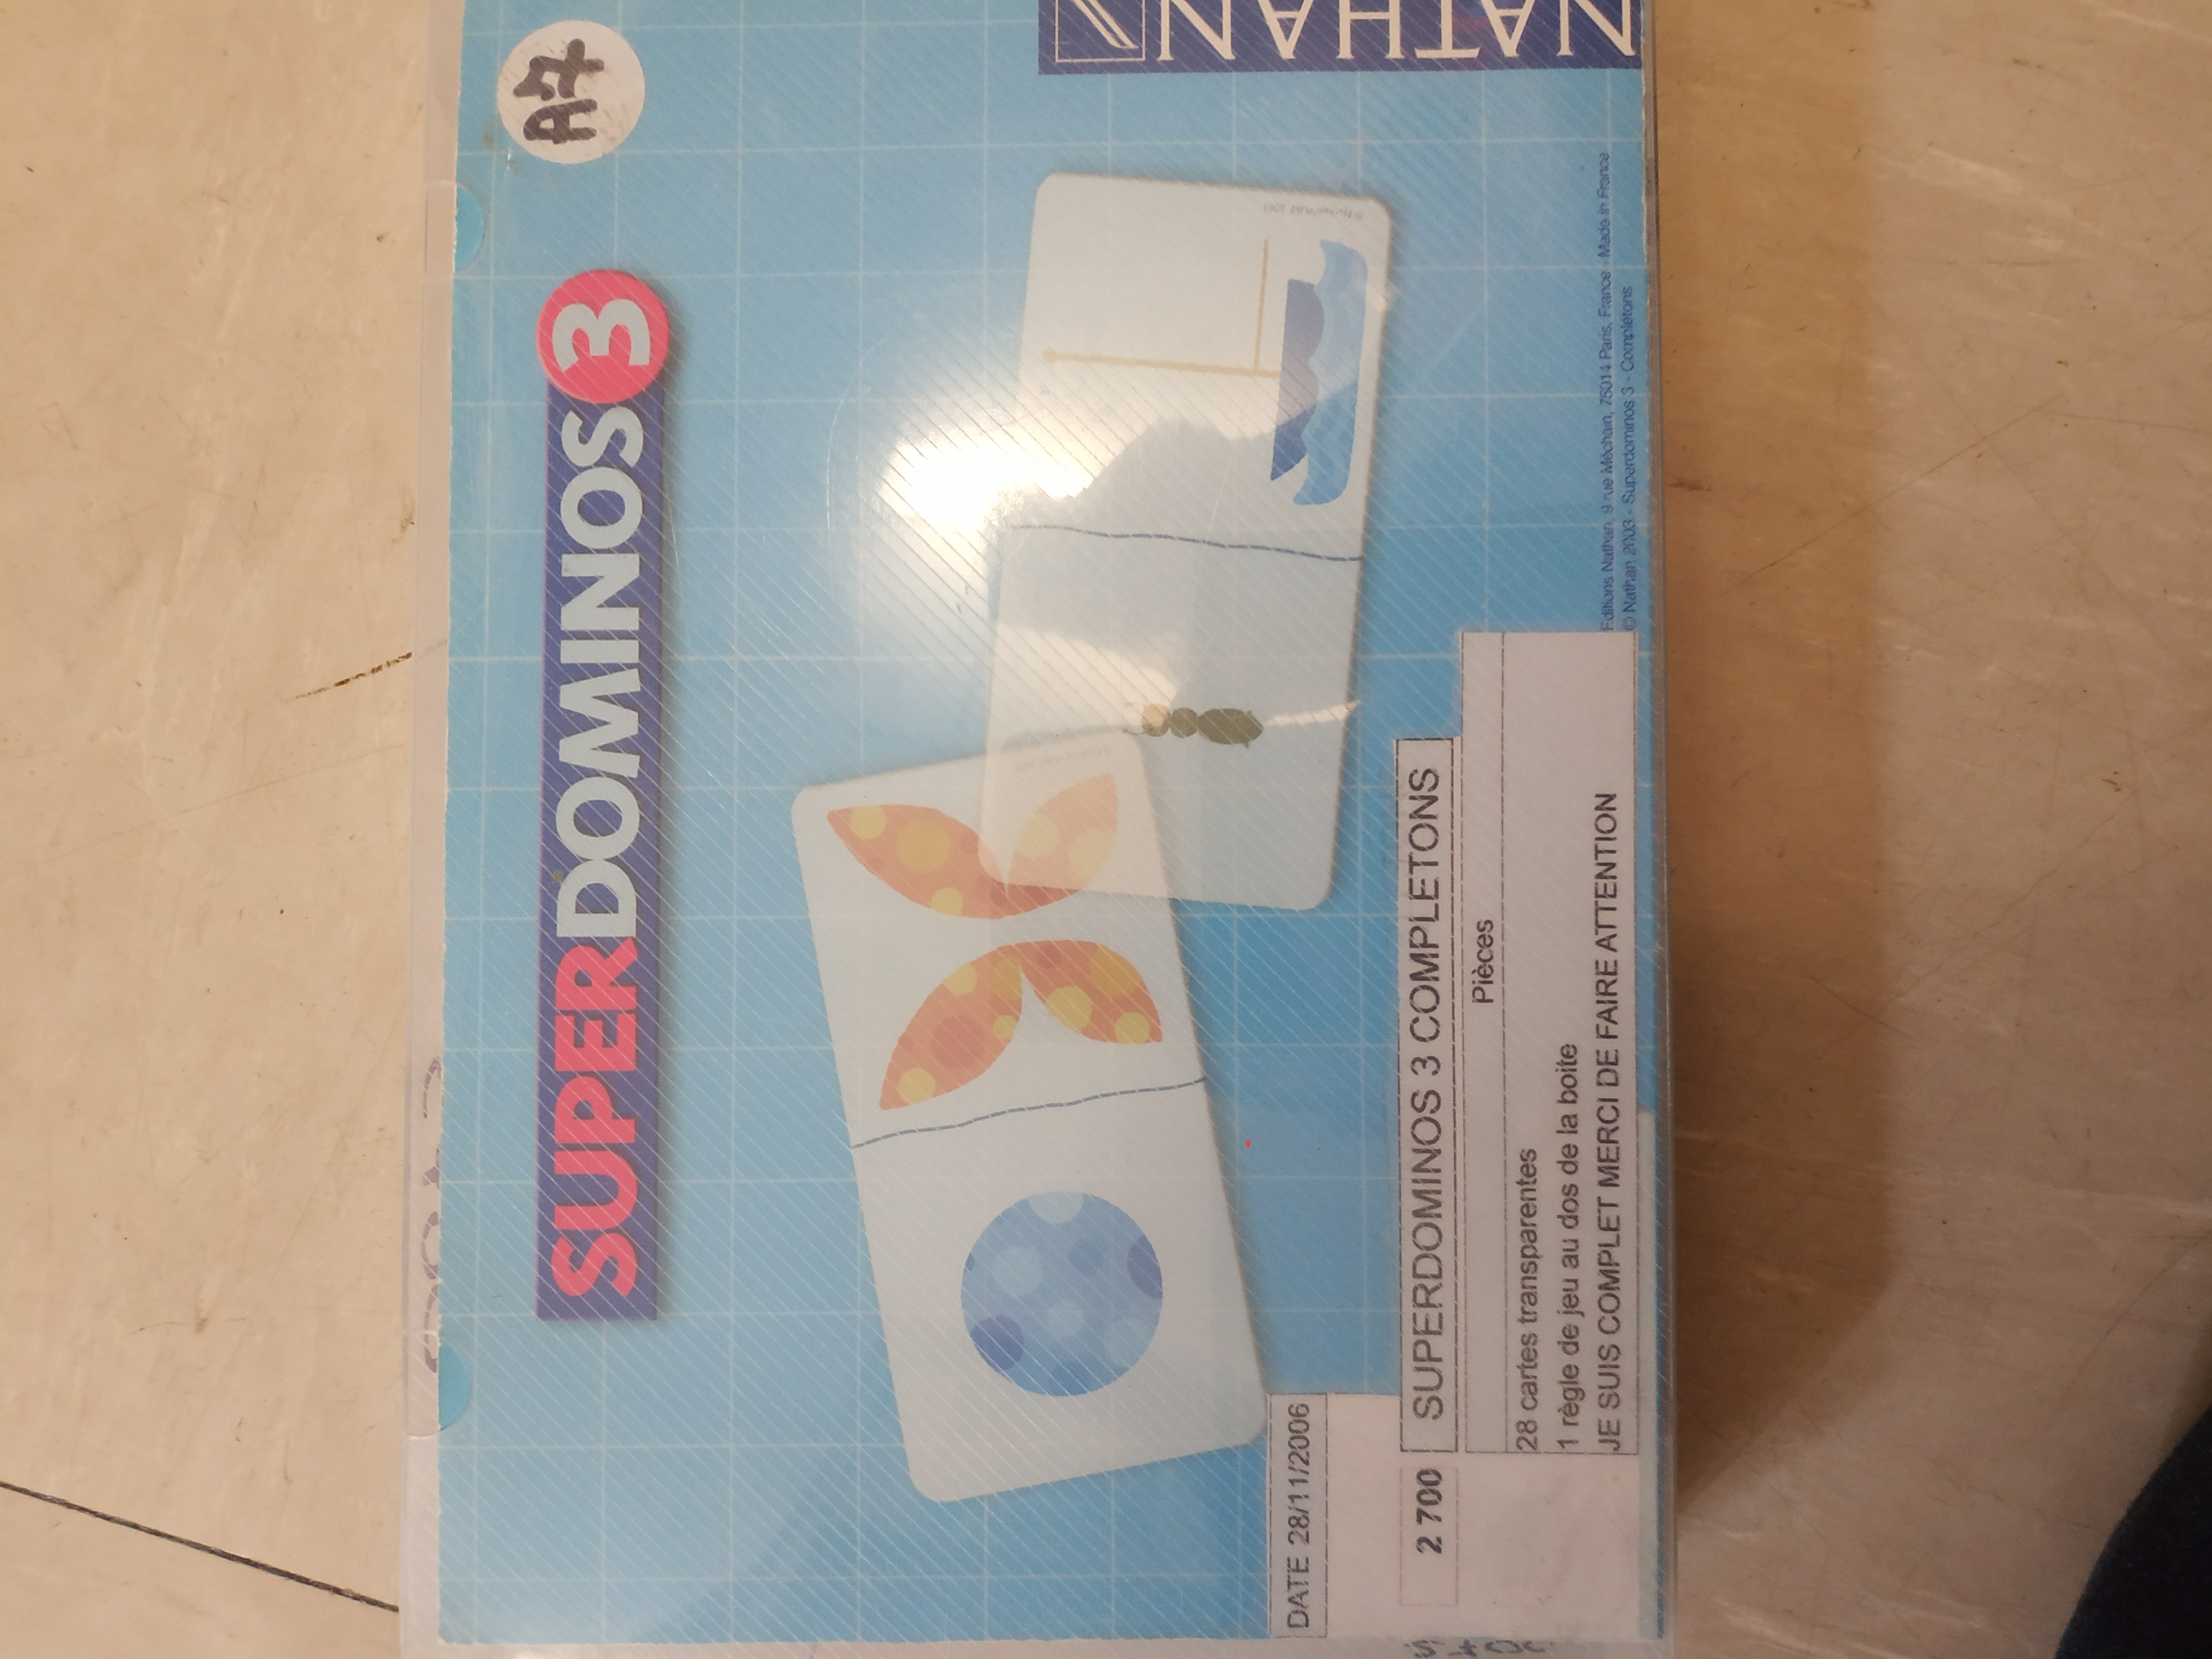 A7
SUPERDOMINOS 3
NATHAN
DATE 28/11/2006
2 700
SUPERDOMINOS 3 COMPLETONS
Pièces
28 cartes transparentes
1 règle de jeu au dos de la boite
JE SUIS COMPLET MERCI DE FAIRE ATTENTION
Editions Nathan, 9 rue Méchain, 75014 Paris, France - Made in France
© Nathan 2003 - Superdominos 3 - Complétons